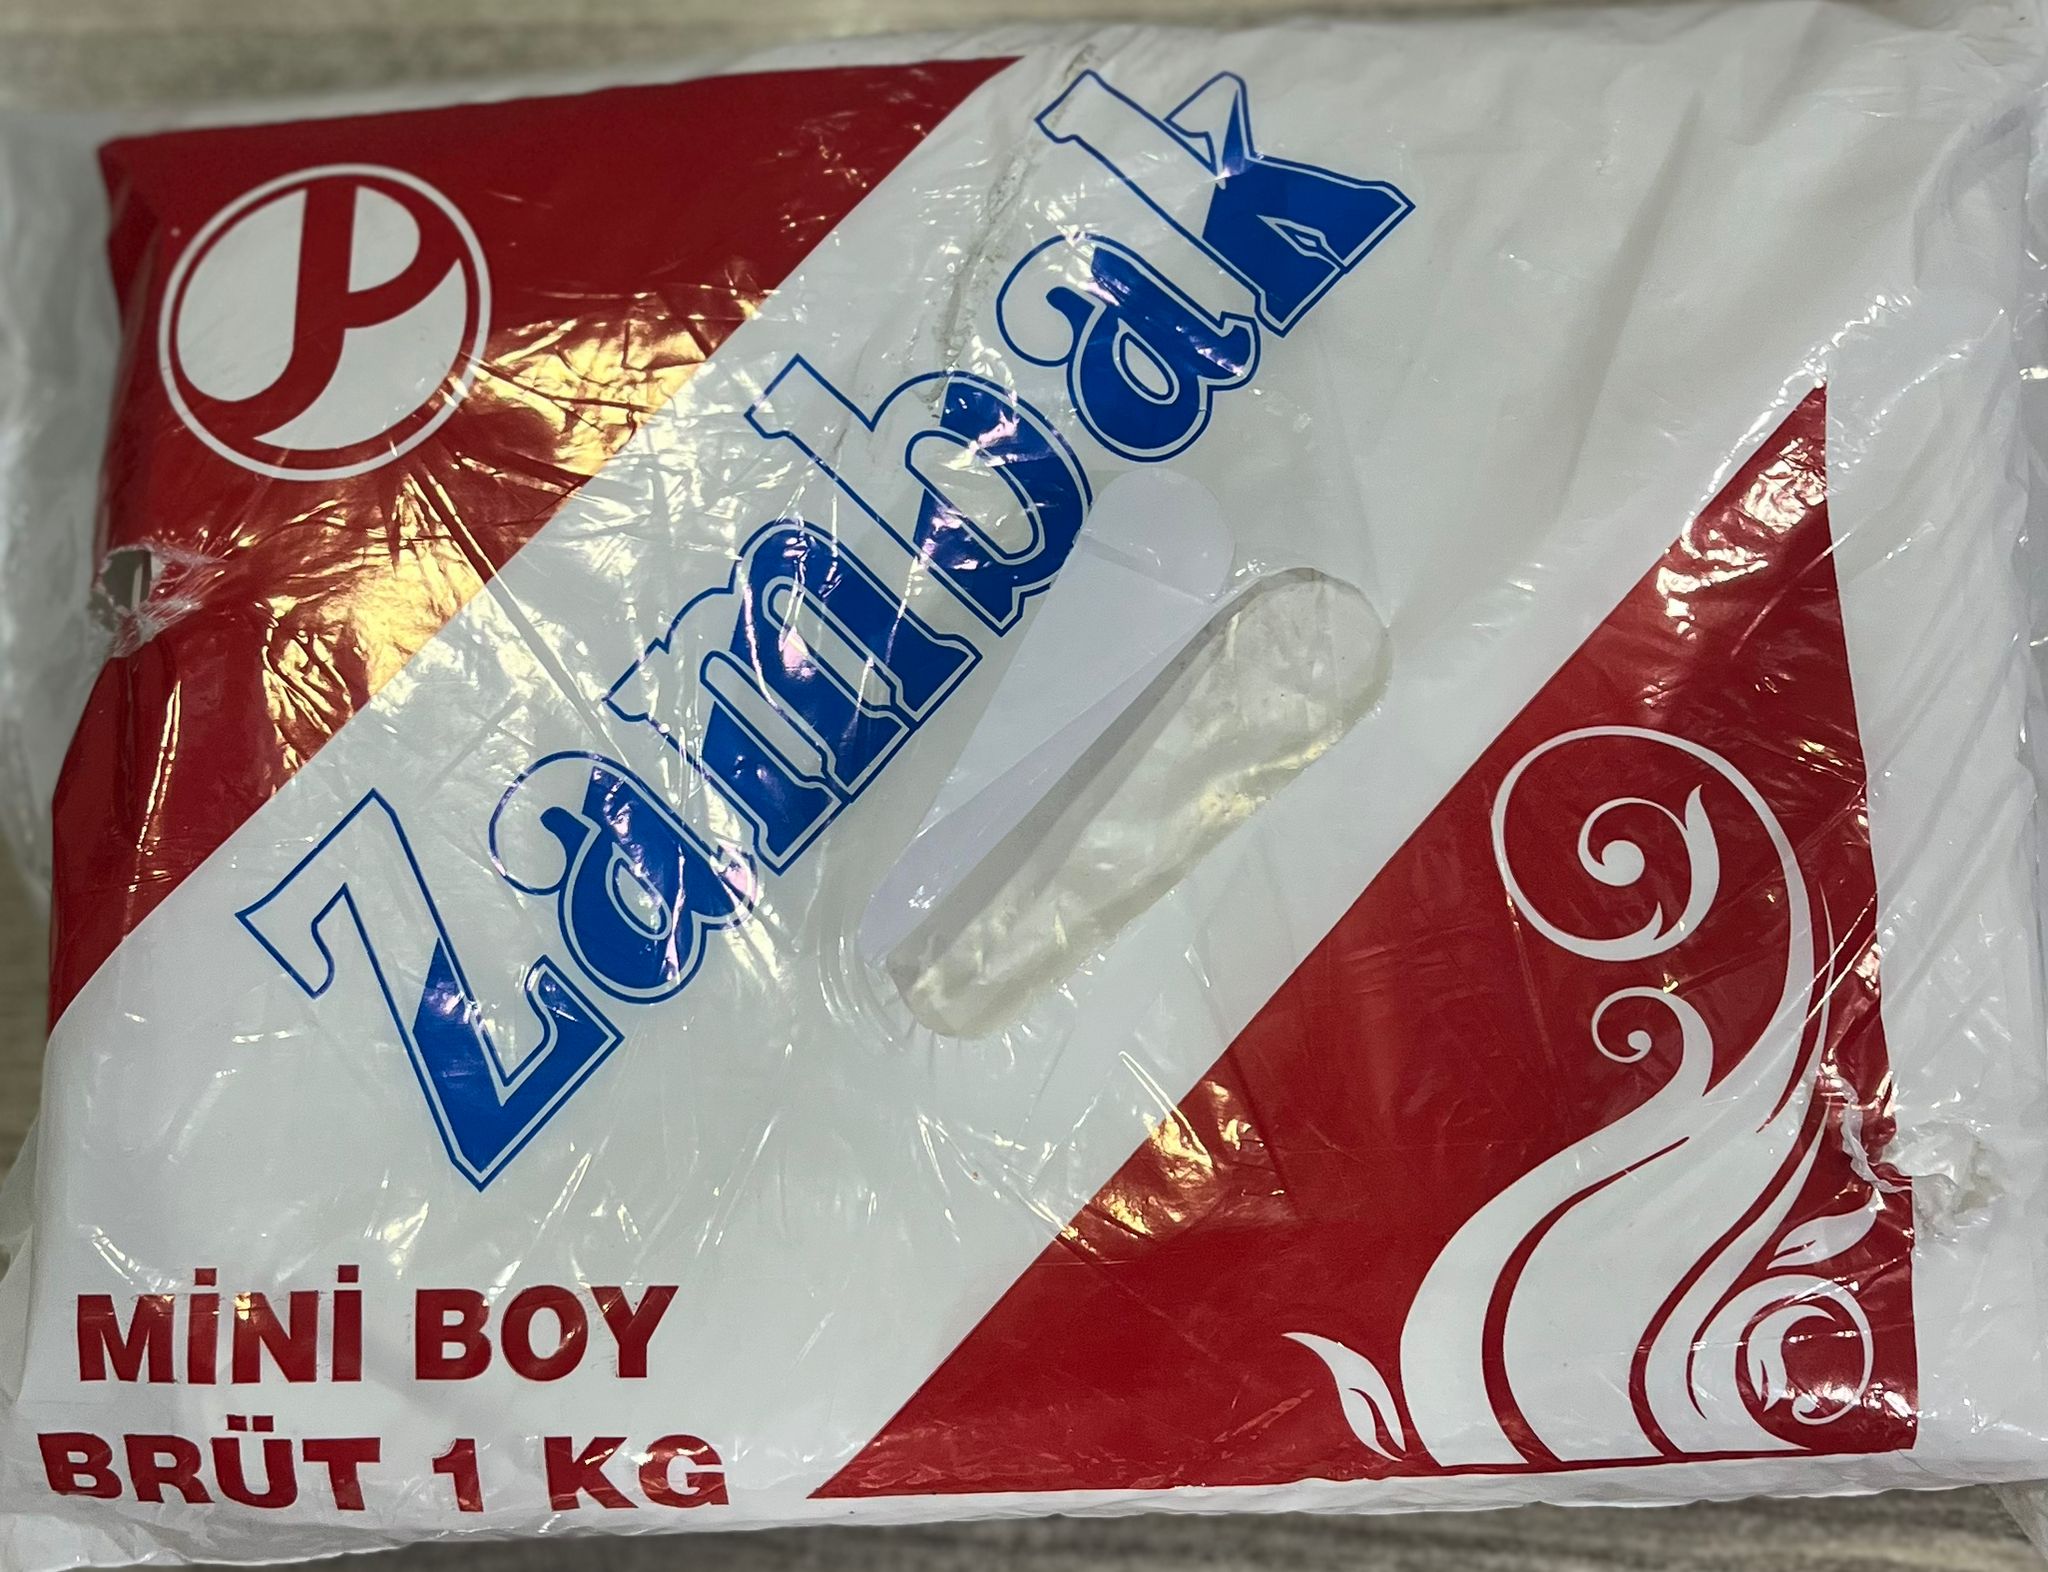 P
Zambak
MİNİ BOY
BRÜT 1 KG